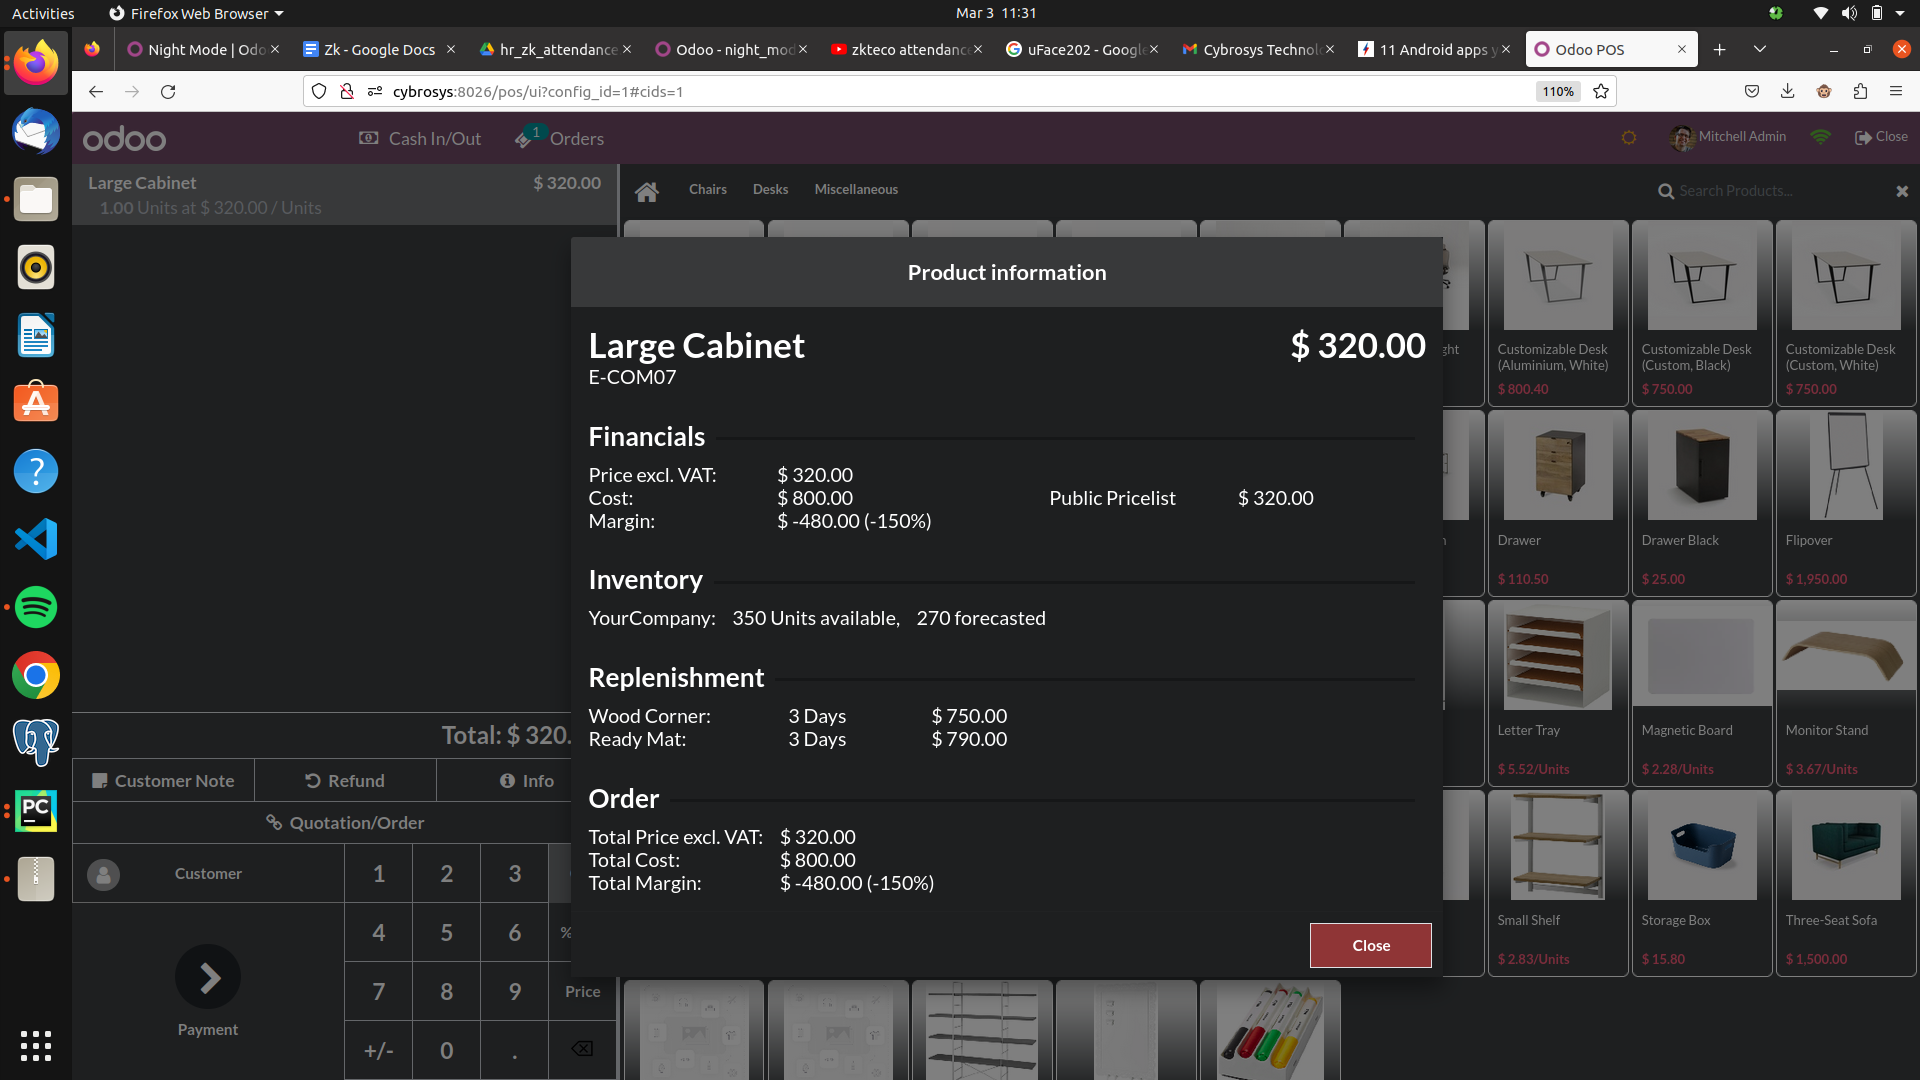 Activities
Firefox Web Browser
Mar 3 11:31
Night Mode | Odo
Zk - Google Docs
hr_zk_attendance
Odoo - night_mod
zkteco attendanc
uFace202 - Google
Cybrosys Technol
11 Android apps y
Odoo POS
cybrosys:8026/pos/ui?config_id=1#cids=1
110%
odoo
Cash In/Out
1
Orders
Mitchell Admin
Close
Large Cabinet
$ 320.00
1.00 Units at $ 320.00 / Units
Chairs
Desks
Miscellaneous
Search Products...
Product information
Large Cabinet
$ 320.00
E-COM07
Financials
Price excl. VAT: $ 320.00
Cost: $ 800.00 Public Pricelist $ 320.00
Margin: $ -480.00 (-150%)
Inventory
YourCompany: 350 Units available, 270 forecasted
Replenishment
Wood Corner: 3 Days $ 750.00
Ready Mat: 3 Days $ 790.00
Order
Total Price excl. VAT: $ 320.00
Total Cost: $ 800.00
Total Margin: $ -480.00 (-150%)
Close
ght
Customizable Desk
(Aluminium, White)
$ 800.40
Customizable Desk
(Custom, Black)
$ 750.00
Customizable Desk
(Custom, White)
$ 750.00
Drawer
$ 110.50
Drawer Black
$ 25.00
Flipover
$ 1,950.00
Letter Tray
$ 5.52/Units
Magnetic Board
$ 2.28/Units
Monitor Stand
$ 3.67/Units
Small Shelf
$ 2.83/Units
Storage Box
$ 15.80
Three-Seat Sofa
$ 1,500.00
Total: $ 320.
Customer Note
Refund
Info
Quotation/Order
Customer
1 2 3
4 5 6 %
7 8 9 Price
Payment
+/- 0 .
PC